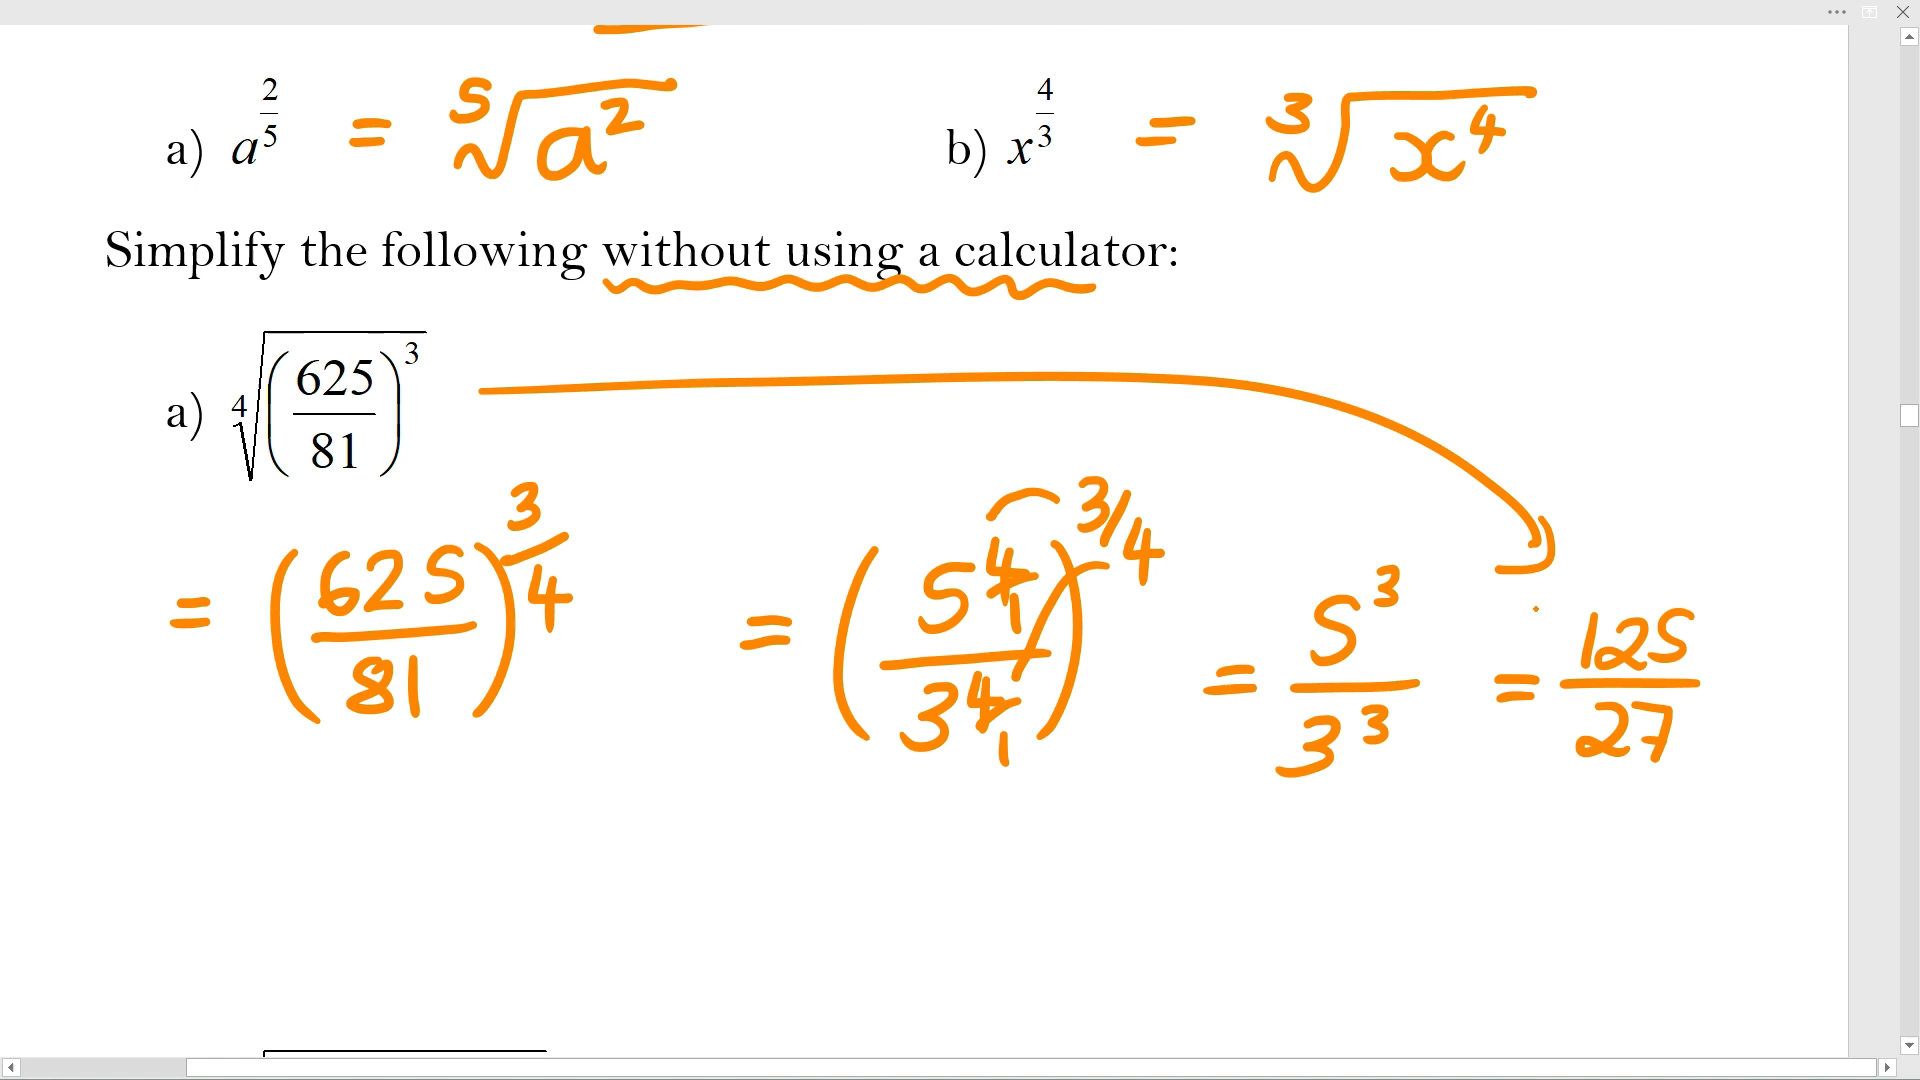 a) a^{2/5} = ⁵√a²
b) x^{4/3} = ³√x⁴
Simplify the following without using a calculator:
a) ⁴√(625/81)³
= (625/81)^{3/4} = (5⁴/3⁴)^{3/4} = 5³/3³ = 125/27